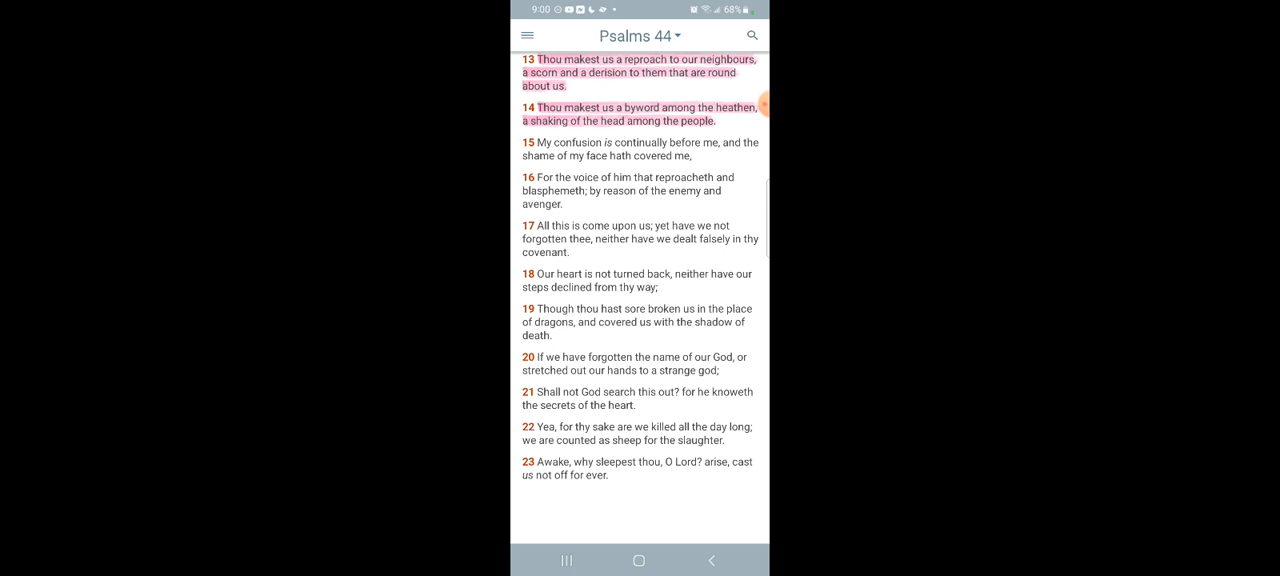 9:00
68%
Psalms 44
13 Thou makest us a reproach to our neighbours,
a scorn and a derision to them that are round
about us.
14 Thou makest us a byword among the heathen,
a shaking of the head among the people.
15 My confusion is continually before me, and the
shame of my face hath covered me,
16 For the voice of him that reproacheth and
blasphemeth; by reason of the enemy and
avenger.
17 All this is come upon us; yet have we not
forgotten thee, neither have we dealt falsely in thy
covenant.
18 Our heart is not turned back, neither have our
steps declined from thy way;
19 Though thou hast sore broken us in the place
of dragons, and covered us with the shadow of
death.
20 If we have forgotten the name of our God, or
stretched out our hands to a strange god;
21 Shall not God search this out? for he knoweth
the secrets of the heart.
22 Yea, for thy sake are we killed all the day long;
we are counted as sheep for the slaughter.
23 Awake, why sleepest thou, O Lord? arise, cast
us not off for ever.